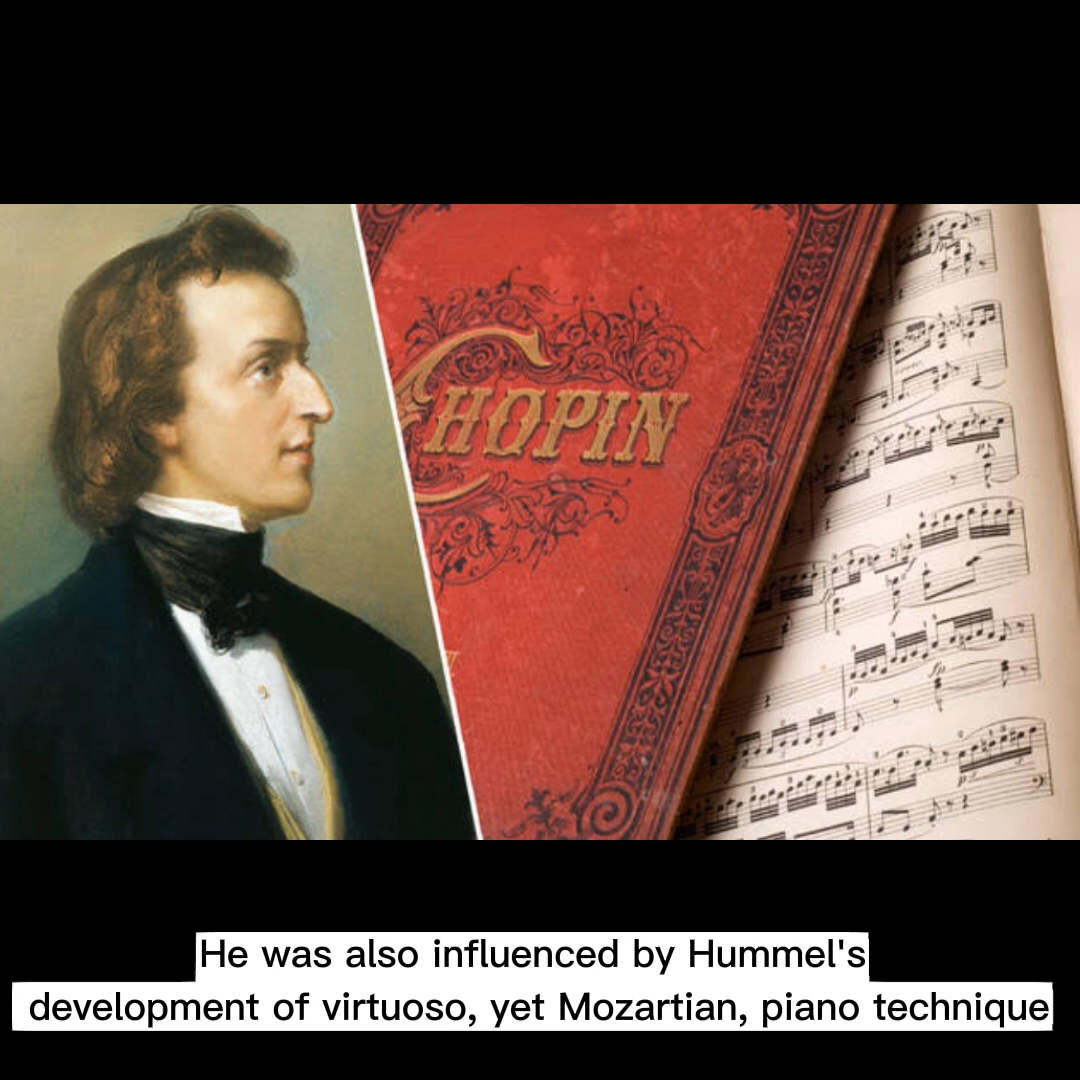 CHOPIN
He was also influenced by Hummel's
development of virtuoso, yet Mozartian, piano technique